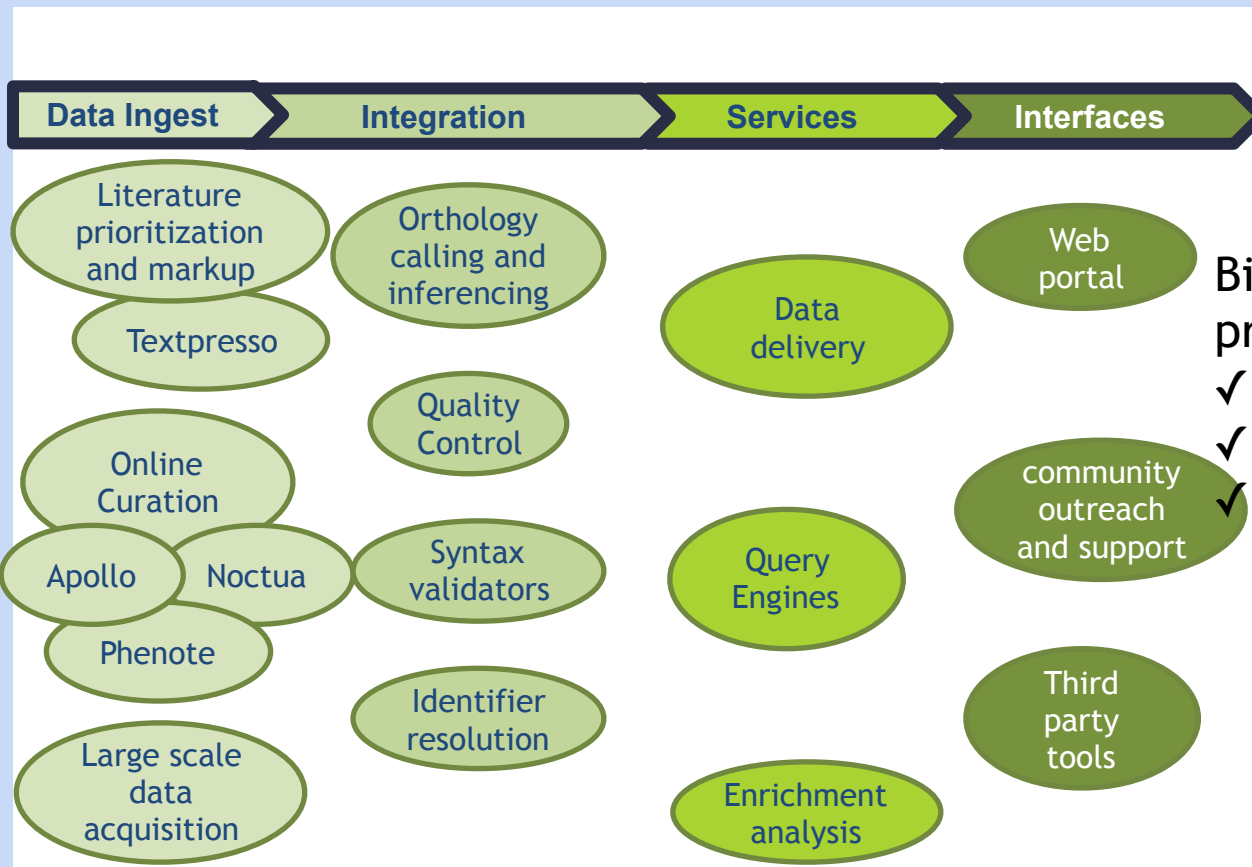 Data Ingest
Integration
Services
Interfaces
Literature
prioritization
and markup
Textpresso
Online
Curation
Apollo
Noctua
Phenote
Large scale
data
acquisition
Orthology
calling and
inferencing
Quality
Control
Syntax
validators
Identifier
resolution
Data
delivery
Query
Engines
Enrichment
analysis
Web
portal
community
outreach
and support
Third
party
tools
Bi
pr
✓
✓
✓